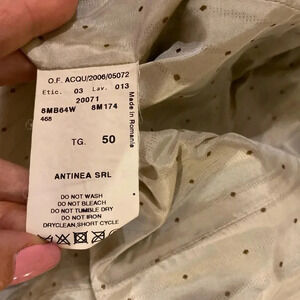 O.F. ACQU/2006/05072
Etic. 03 Lav. 013
20071
8MB64W 8M174
468
Made in Romania
TG. 50
ANTINEA SRL
DO NOT WASH
DO NOT BLEACH
DO NOT TUMBLE DRY
DO NOT IRON
DRYCLEAN,SHORT CYCLE